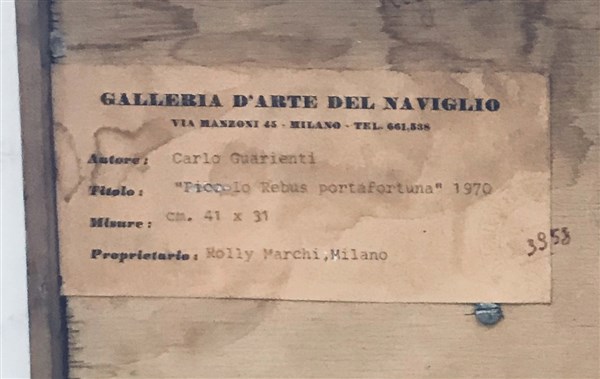 GALLERIA D'ARTE DEL NAVIGLIO
VIA MANZONI 45 - MILANO - TEL. 661,538
Autore: Carlo Guarienti
Titolo: "Piccolo Rebus portafortuna" 1970
Misure: cm. 41 x 31
Proprietario: Rolly Marchi,Milano
3958